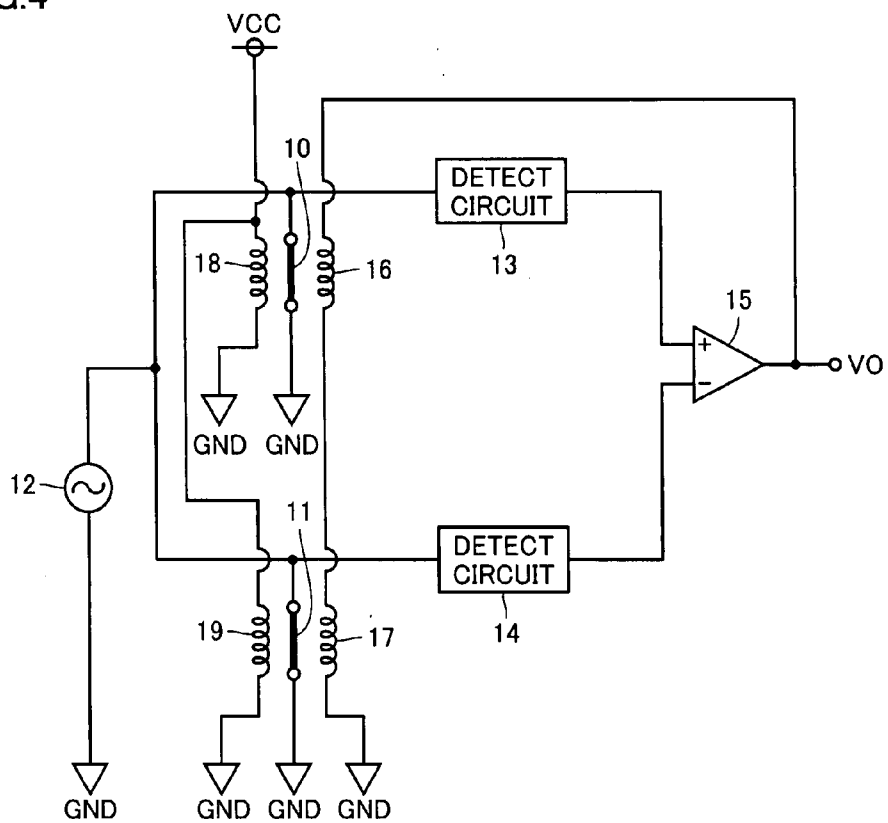 VCC
10
DETECT
CIRCUIT
13
18
16
15
+
−
VO
GND
GND
12
11
DETECT
CIRCUIT
14
19
17
GND
GND
GND
GND